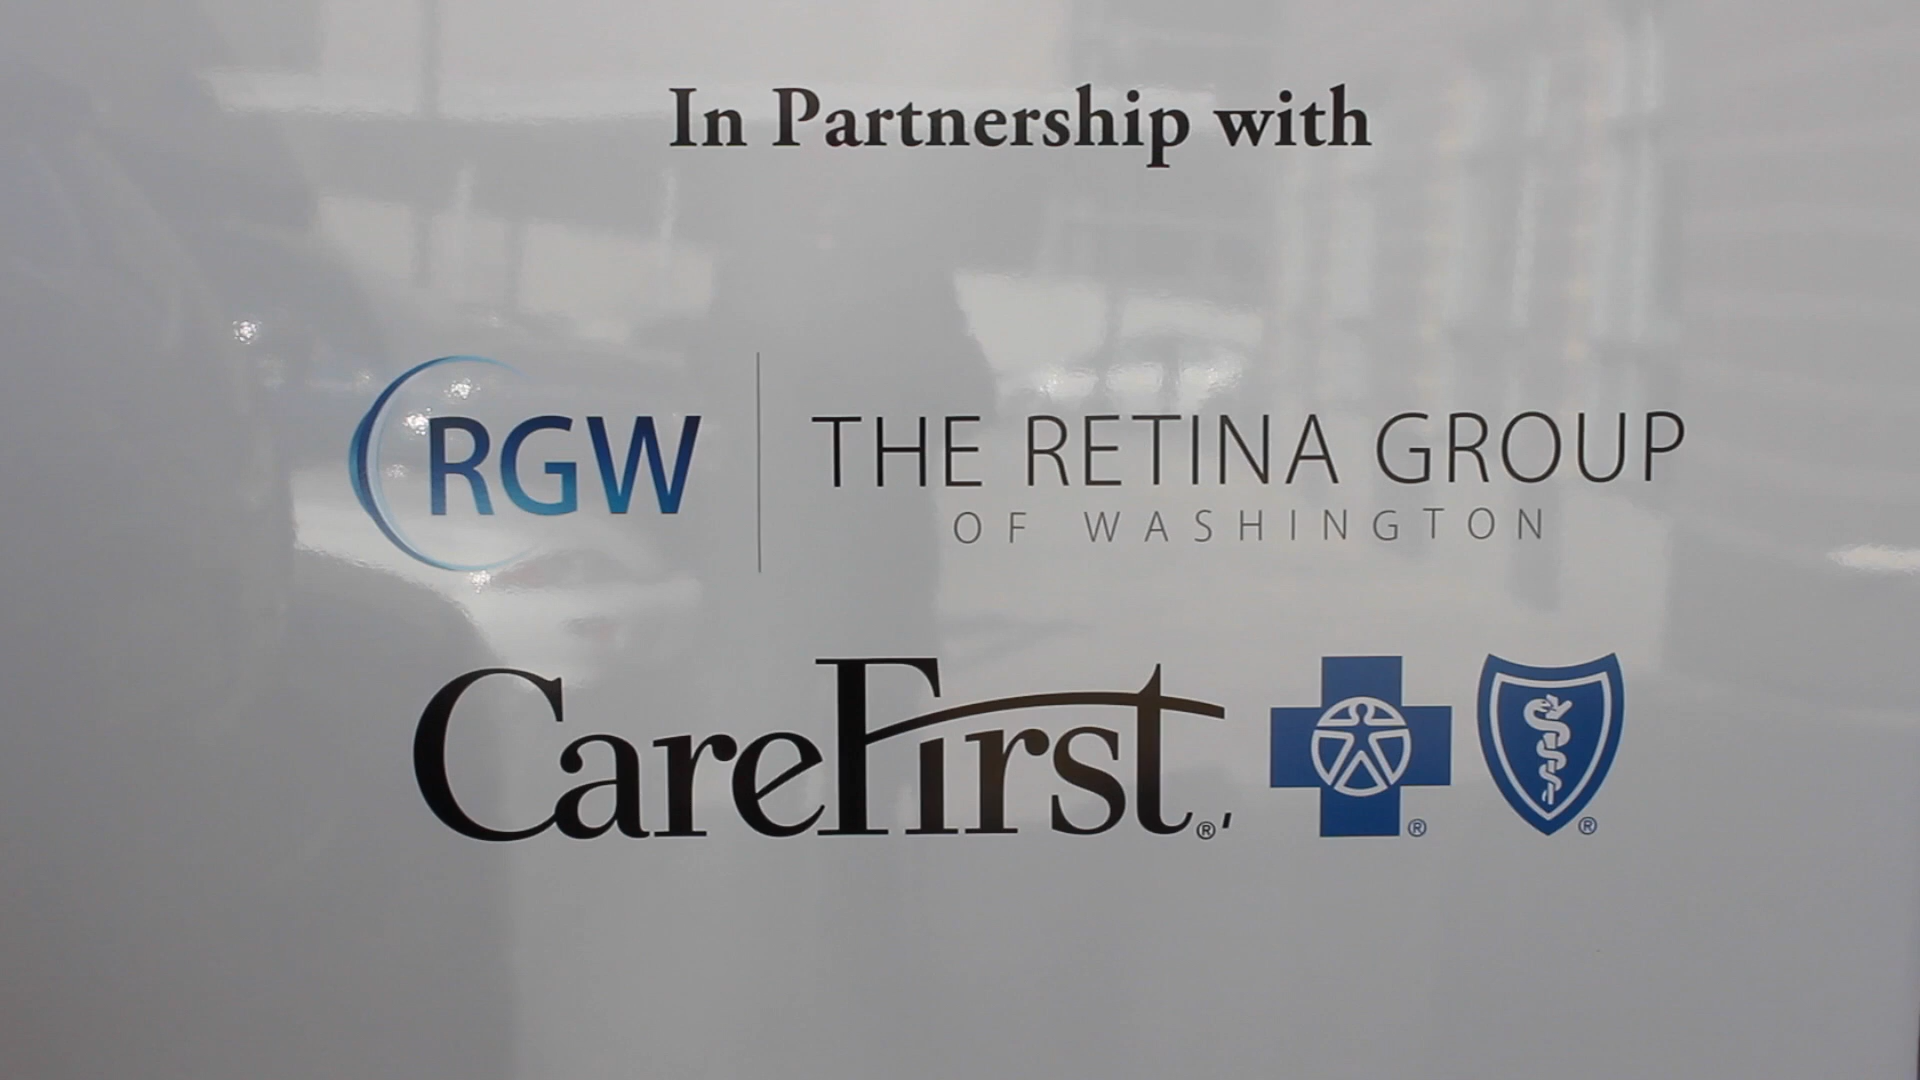 In Partnership with
RGW
THE RETINA GROUP
OF WASHINGTON
CareFirst®,
® ®